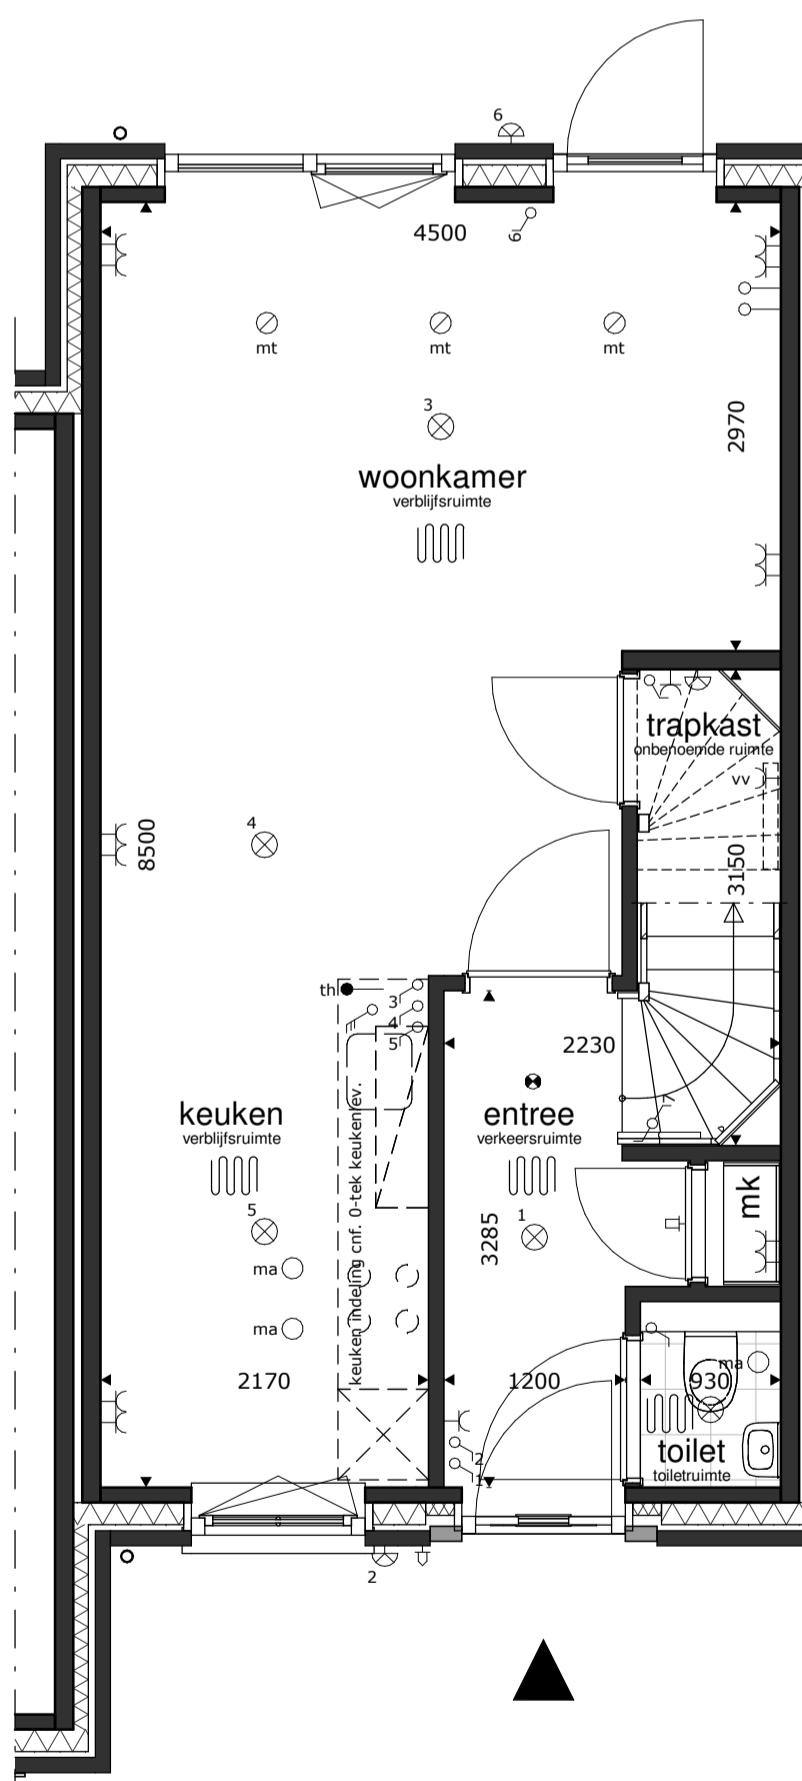 6
4500
6
mt mt mt
3
2970
woonkamer
verblijfsruimte
trapkast
onbenoemde ruimte
vv
4
8500
3150
th
3
4
5
2230
7
keuken
verblijfsruimte
entree
verkeersruimte
keuken indeling cnf. 0-tek keukenlev.
mk
5
1
3285
ma
ma
ma
2170
1200
930
toilet
toiletruimte
2
1
2